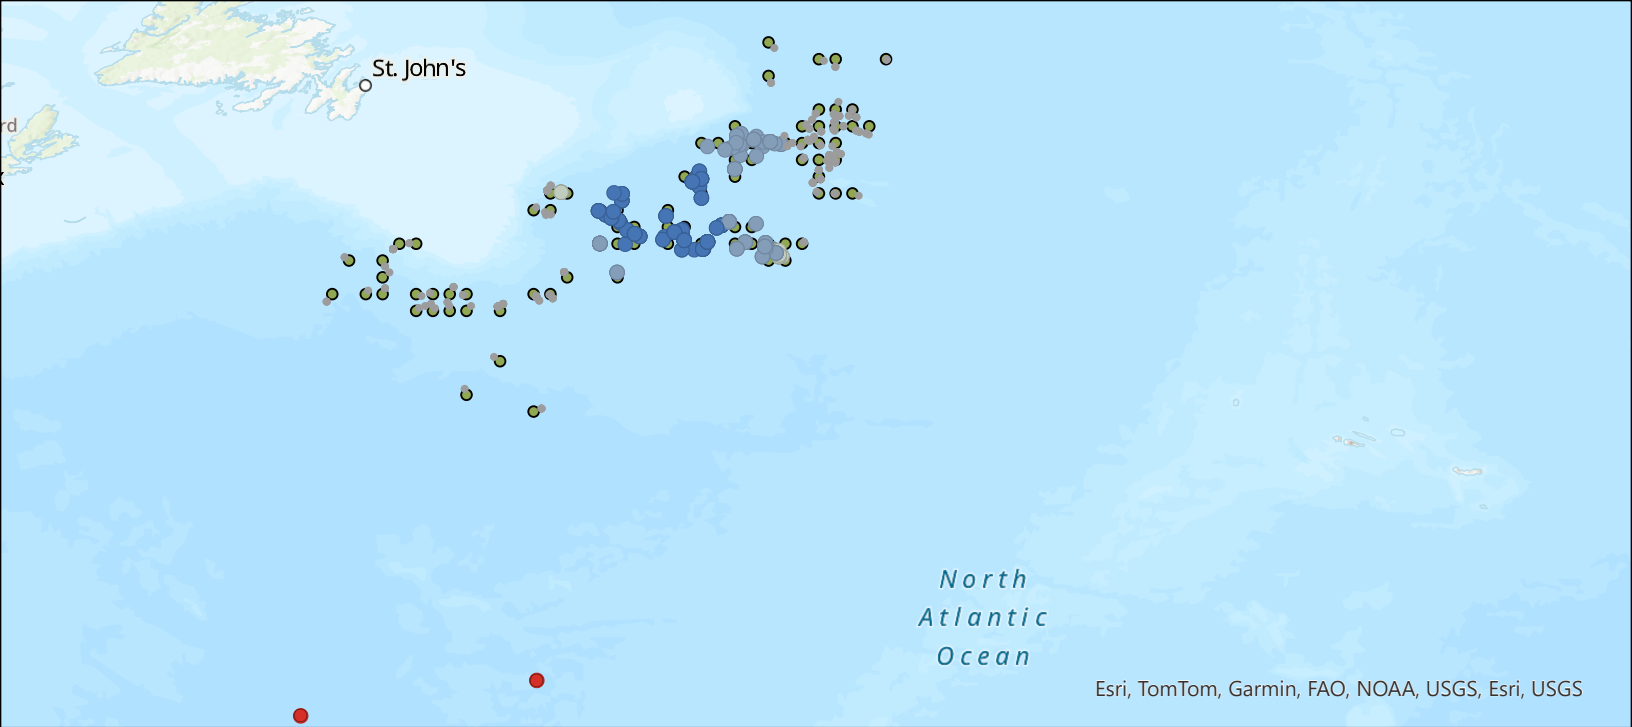 St. John's
rd
North
Atlantic
Ocean
Esri, TomTom, Garmin, FAO, NOAA, USGS, Esri, USGS